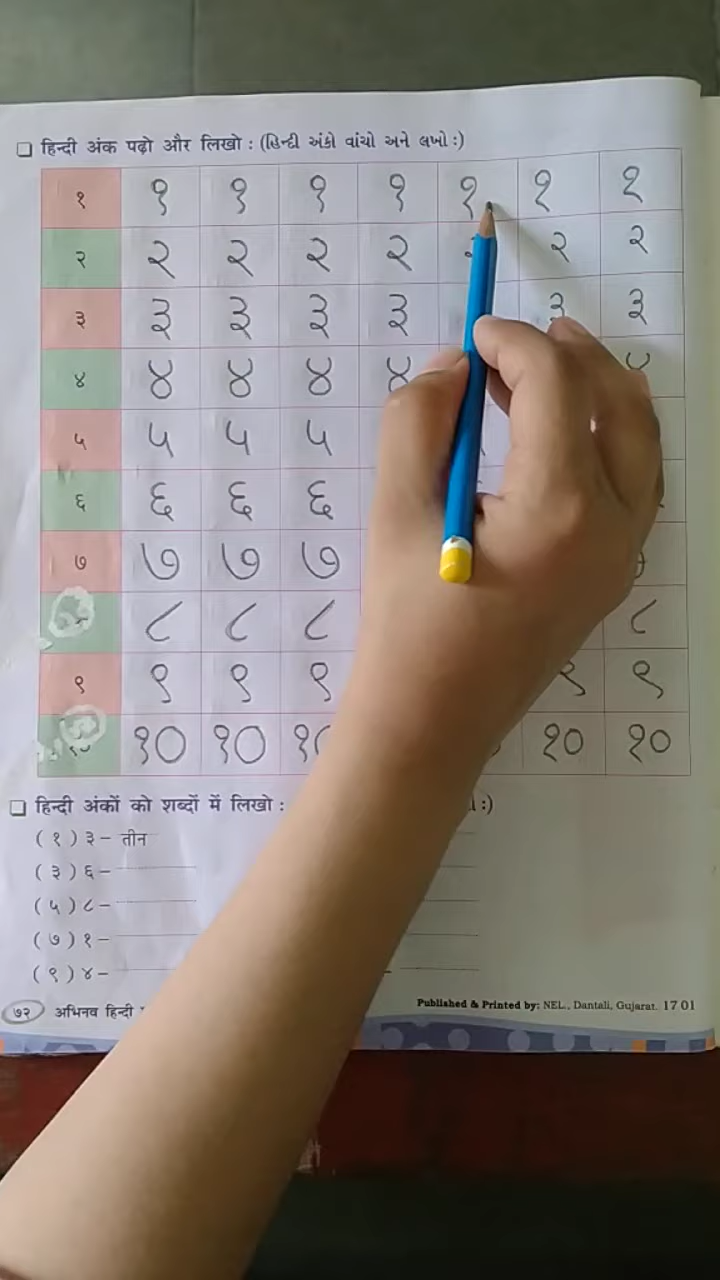 हिन्दी अंक पढ़ो और लिखो : (હિન્દી અંકો વાંચો અને લખો :)
१ १ १ १ १ १ १ १
२ २ २ २ २ २ २
३ ३ ३ ३ ३ ३ ३
४ ४ ४ ४ ४
५ ५ ५ ५
६ ६ ६ ६
७ ७ ७ ७
८ ८ ८ ८
९ ९ ९ ९ ९ ९
१० १० १० १० १०
हिन्दी अंकों को शब्दों में लिखो : :)
( १ ) ३ – तीन
( ३ ) ६ –
( ५ ) ८ –
( ७ ) १ –
( ९ ) ४ –
७२ अभिनव हिन्दी Published & Printed by: NEL., Dantali, Gujarat. 17 01